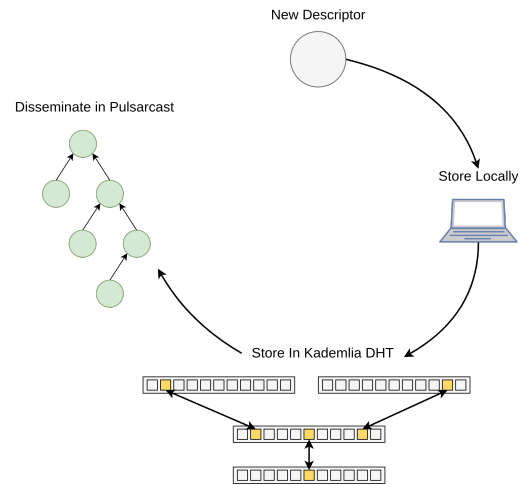 New Descriptor
Disseminate in Pulsarcast
Store Locally
Store In Kademlia DHT